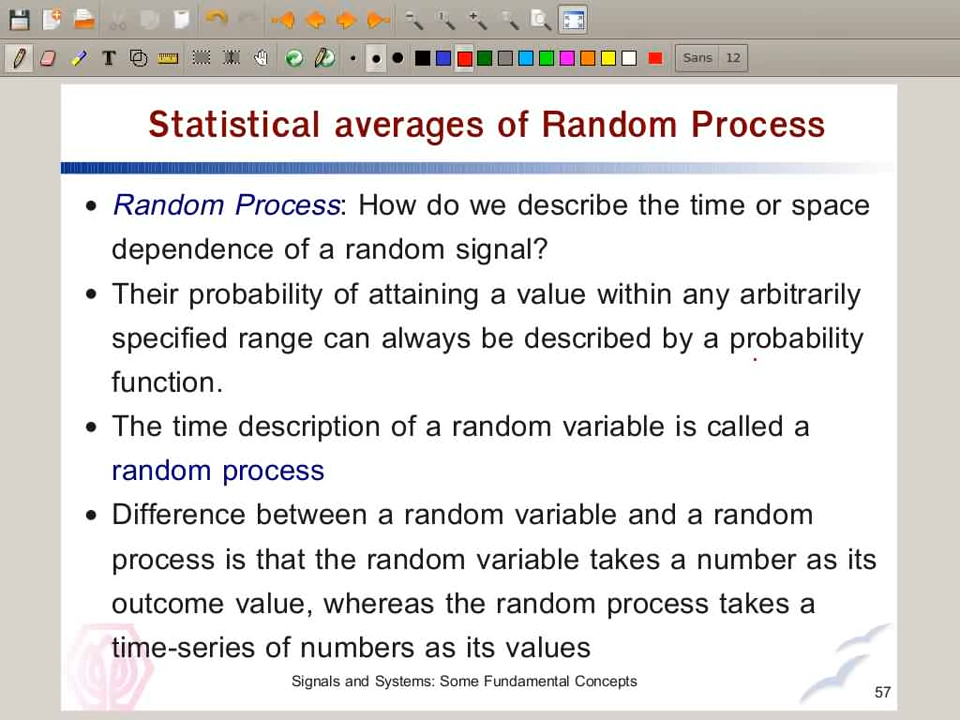 T
Sans 12
Statistical averages of Random Process
• Random Process: How do we describe the time or space
dependence of a random signal?
• Their probability of attaining a value within any arbitrarily
specified range can always be described by a probability
function.
• The time description of a random variable is called a
random process
• Difference between a random variable and a random
process is that the random variable takes a number as its
outcome value, whereas the random process takes a
time-series of numbers as its values
Signals and Systems: Some Fundamental Concepts
57